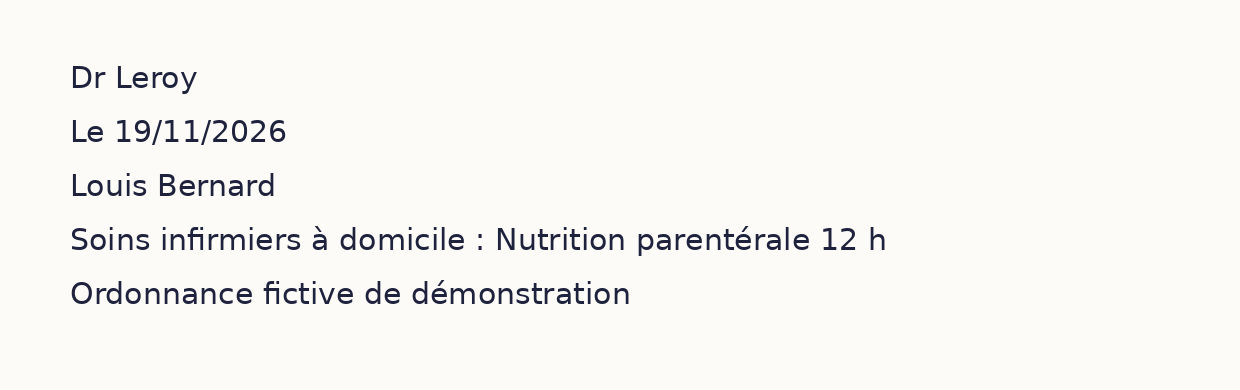 Dr Leroy
Le 19/11/2026
Louis Bernard
Soins infirmiers à domicile : Nutrition parentérale 12 h
Ordonnance fictive de démonstration